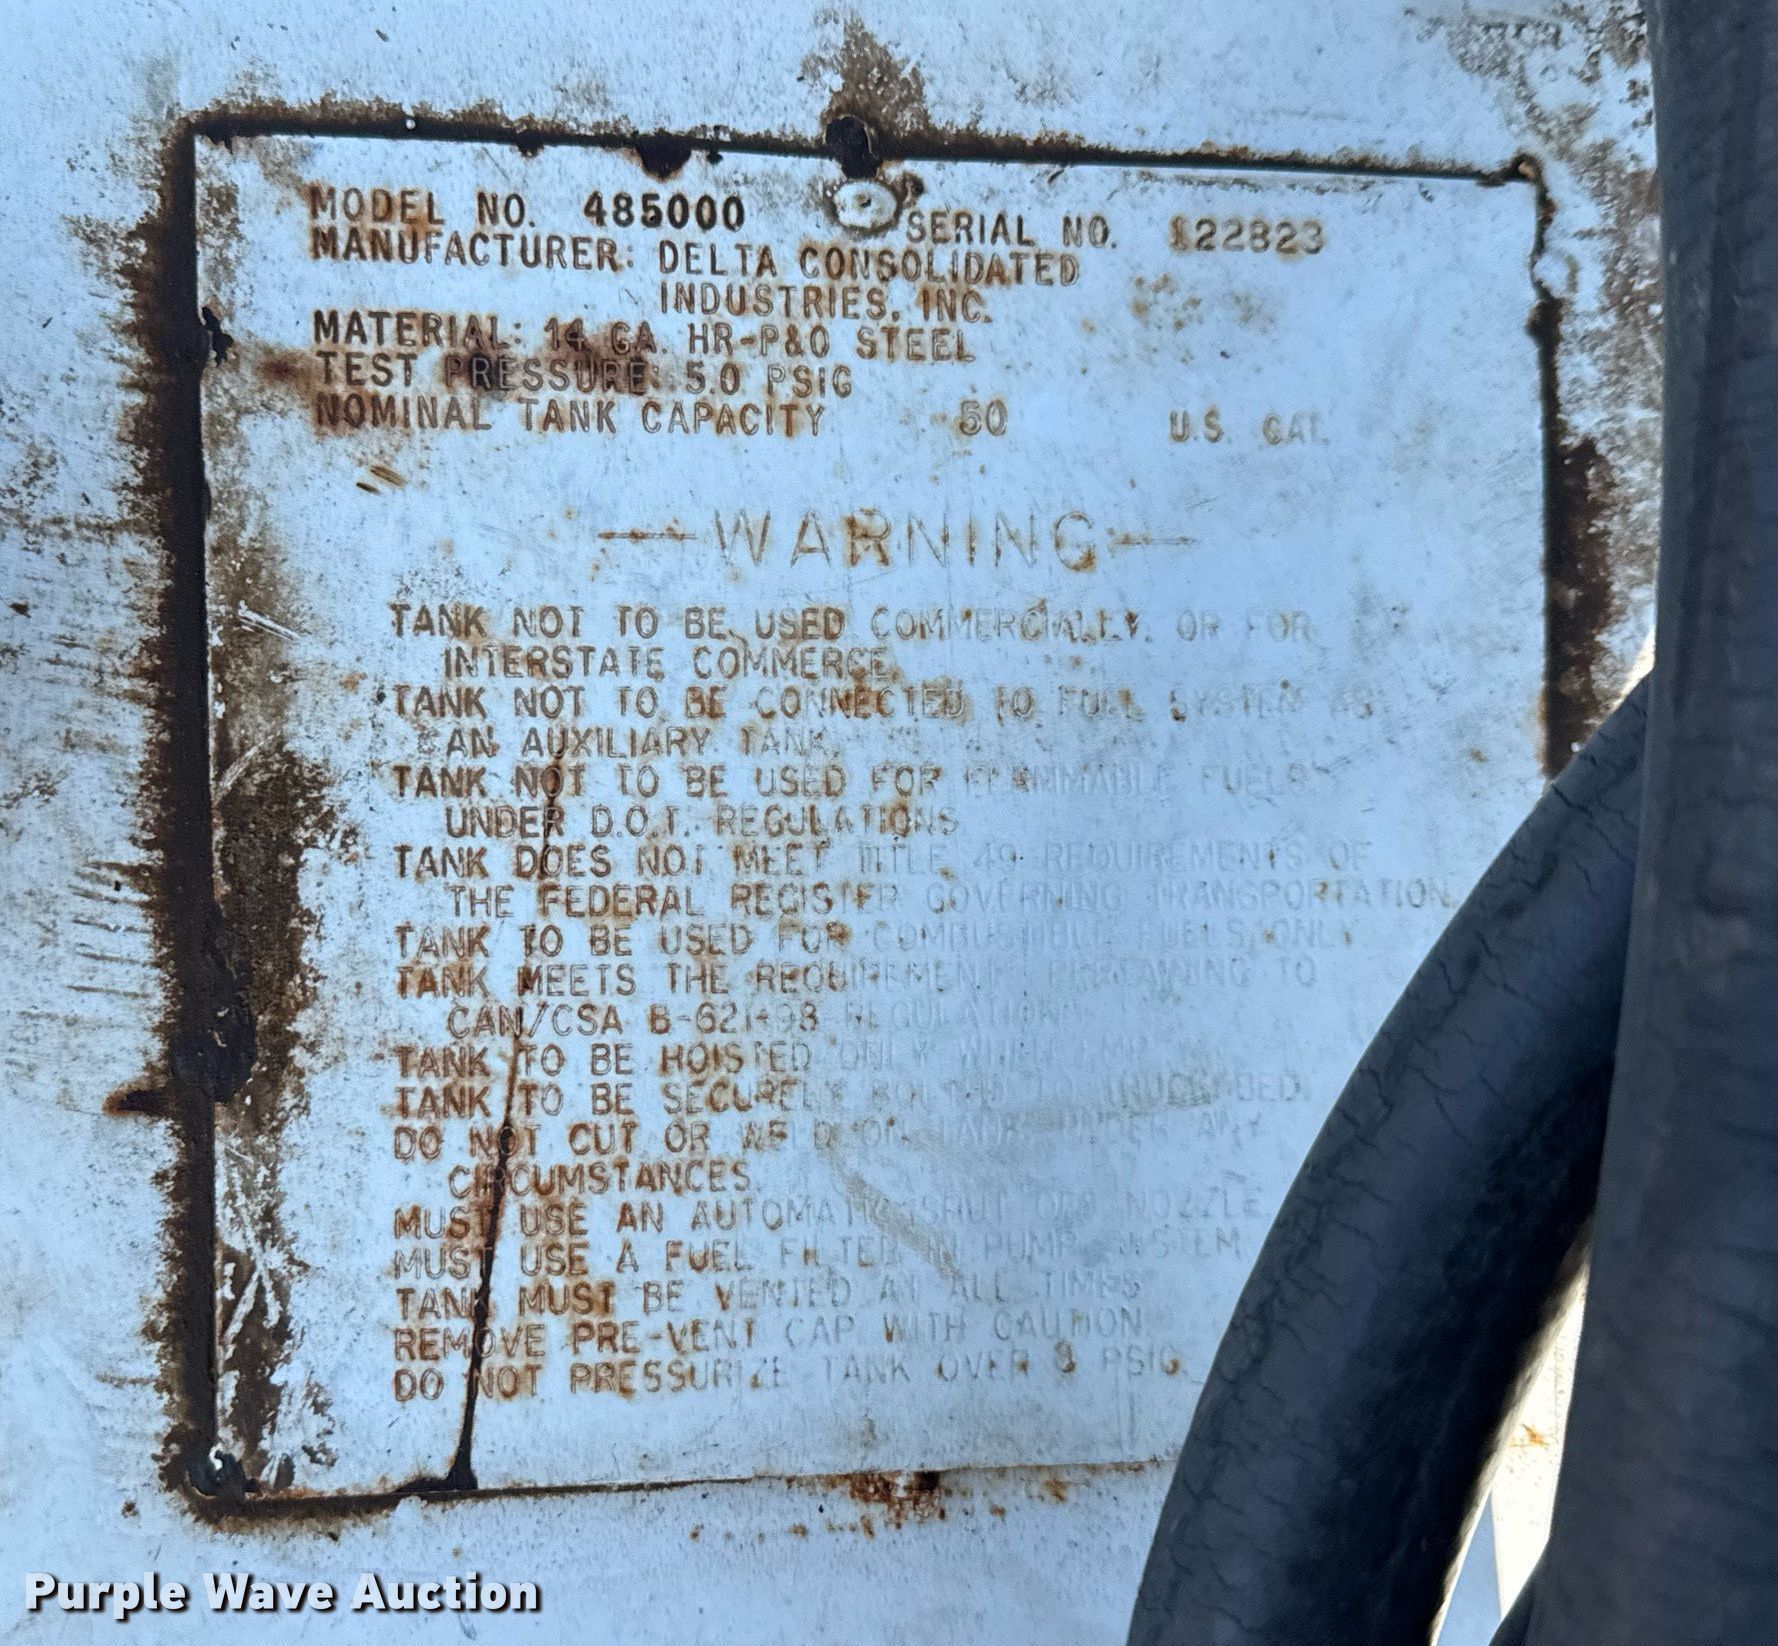 MODEL NO. 485000 SERIAL NO. 122823
MANUFACTURER: DELTA CONSOLIDATED
INDUSTRIES, INC.
MATERIAL: 14 GA. HR-P&O STEEL
TEST PRESSURE: 5.0 PSIG
NOMINAL TANK CAPACITY 50 U.S. GAL.
WARNING
TANK NOT TO BE USED COMMERCIALLY, OR FOR
INTERSTATE COMMERCE.
TANK NOT TO BE CONNECTED TO FUEL SYSTEM AS
AN AUXILIARY TANK.
TANK NOT TO BE USED FOR FLAMMABLE FUELS
UNDER D.O.T. REGULATIONS
TANK DOES NOT MEET TITLE 49 REQUIREMENTS OF
THE FEDERAL REGISTER GOVERNING TRANSPORTATION
TANK TO BE USED FOR COMBUSTIBLE FUELS ONLY
TANK MEETS THE REQUIREMENTS TO
CAN/CSA B-621-98 REGULATIONS
TANK TO BE HOISTED ONLY WHEN EMPTY
TANK TO BE SECURELY BOLTED TO TRUCK BED.
DO NOT CUT OR WELD ON TANK UNDER ANY
CIRCUMSTANCES.
MUST USE AN AUTOMATIC SHUT OFF NOZZLE
MUST USE A FUEL FILTER IN PUMP SYSTEM
TANK MUST BE VENTED AT ALL TIMES
REMOVE PRE-VENT CAP WITH CAUTION
DO NOT PRESSURIZE TANK OVER 3 PSIG.
Purple Wave Auction